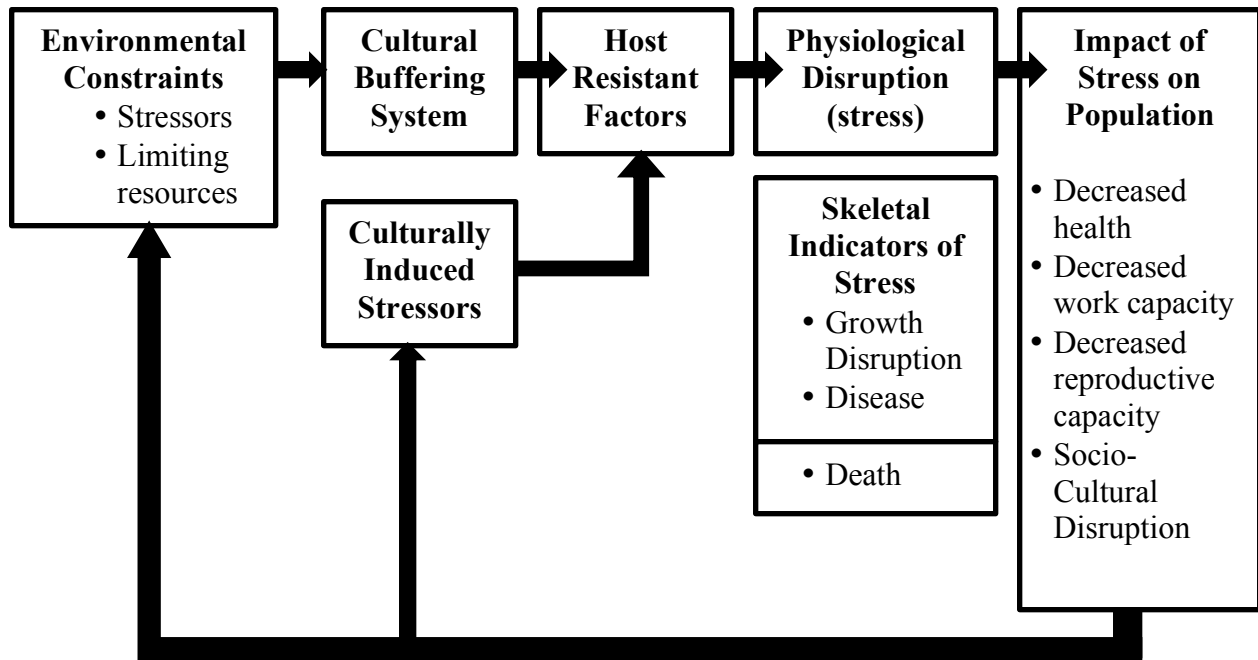 Environmental
Constraints
• Stressors
• Limiting
resources
Cultural
Buffering
System
Host
Resistant
Factors
Physiological
Disruption
(stress)
Impact of
Stress on
Population
• Decreased
health
• Decreased
work capacity
• Decreased
reproductive
capacity
• Socio-
Cultural
Disruption
Culturally
Induced
Stressors
Skeletal
Indicators of
Stress
• Growth
Disruption
• Disease
• Death